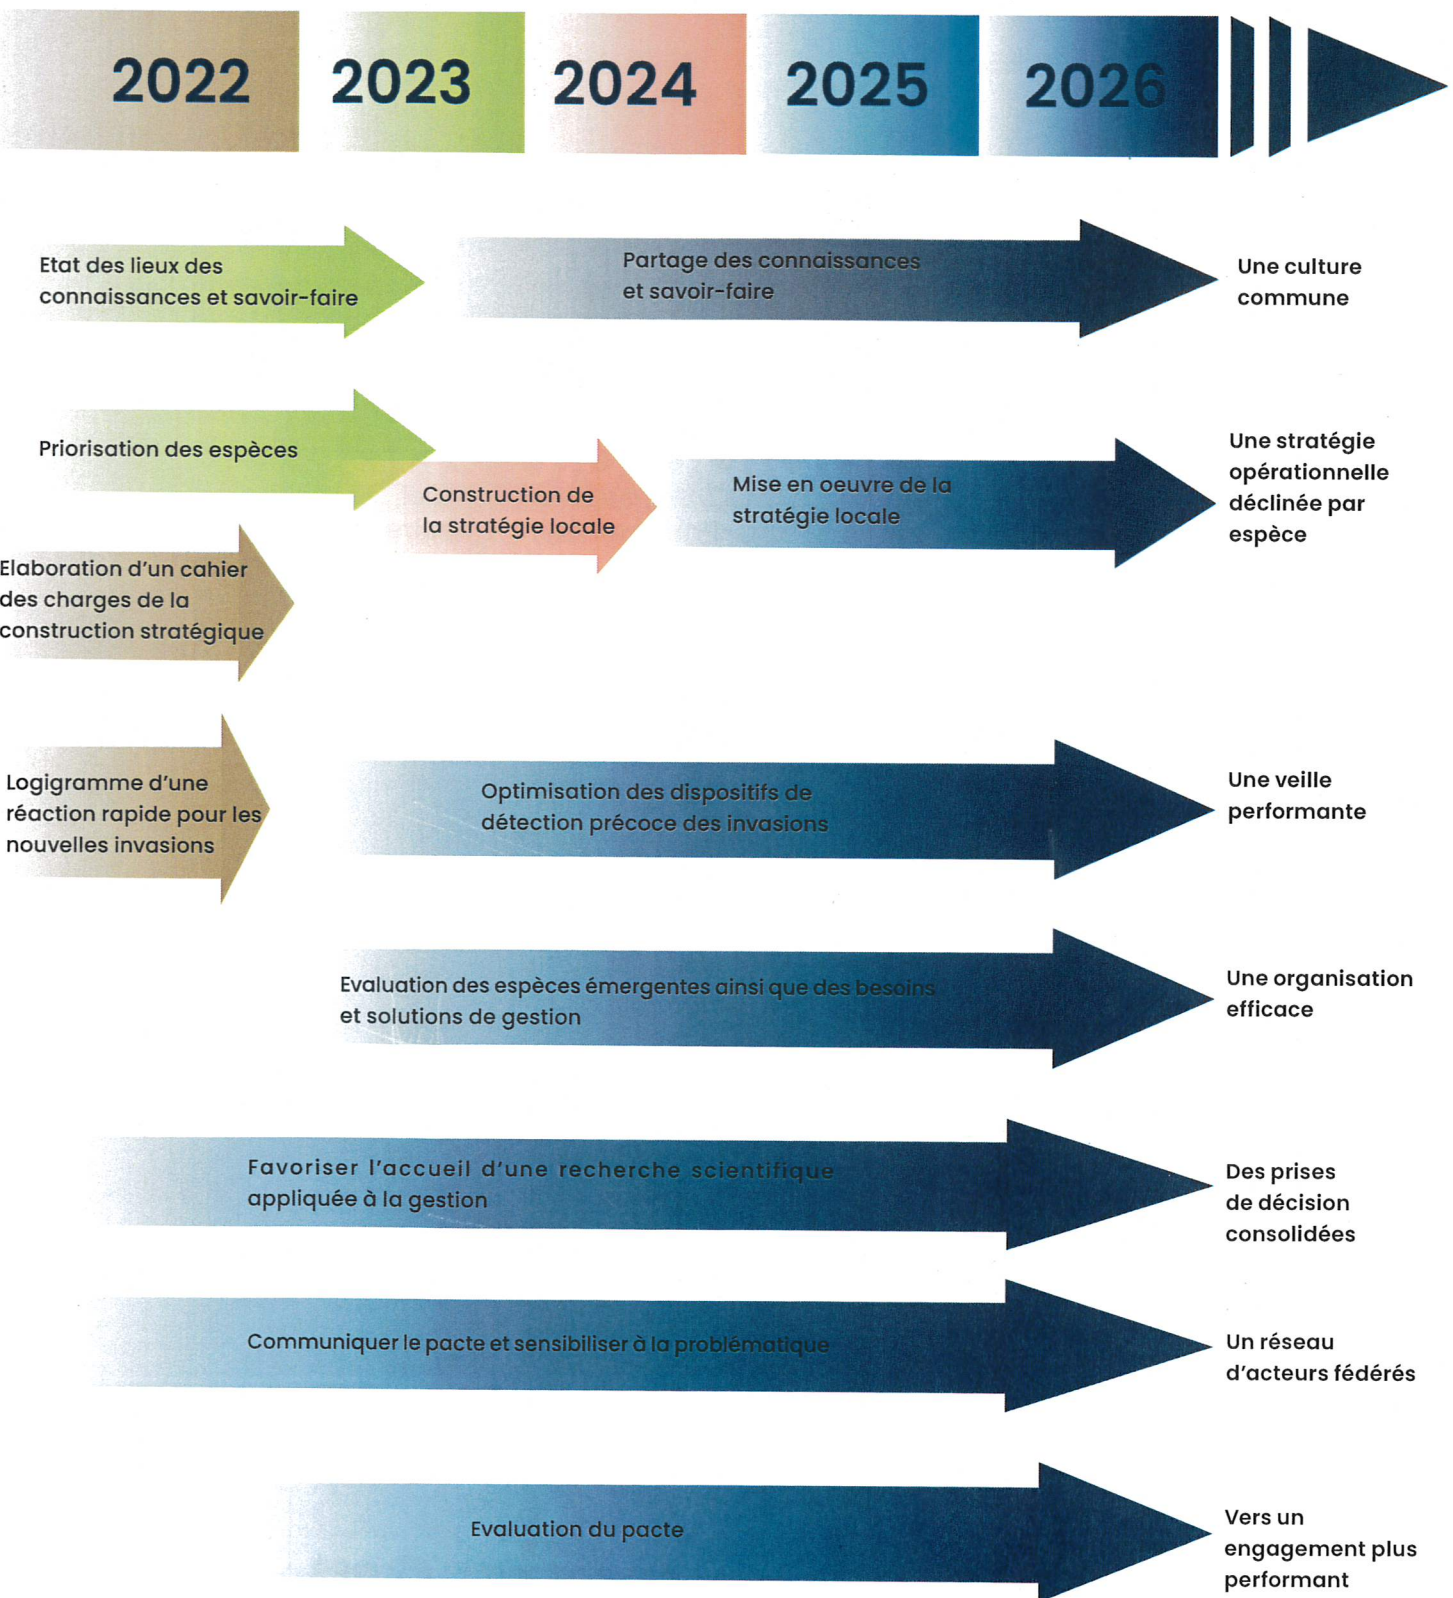 2022 2023 2024 2025 2026
Etat des lieux des
connaissances et savoir-faire
Partage des connaissances
et savoir-faire
Une culture
commune
Priorisation des espèces
Construction de
la stratégie locale
Mise en oeuvre de la
stratégie locale
Une stratégie
opérationnelle
déclinée par
espèce
Elaboration d'un cahier
des charges de la
construction stratégique
Logigramme d'une
réaction rapide pour les
nouvelles invasions
Optimisation des dispositifs de
détection précoce des invasions
Une veille
performante
Evaluation des espèces émergentes ainsi que des besoins
et solutions de gestion
Une organisation
efficace
Favoriser l'accueil d'une recherche scientifique
appliquée à la gestion
Des prises
de décision
consolidées
Communiquer le pacte et sensibiliser à la problématique
Un réseau
d'acteurs fédérés
Evaluation du pacte
Vers un
engagement plus
performant